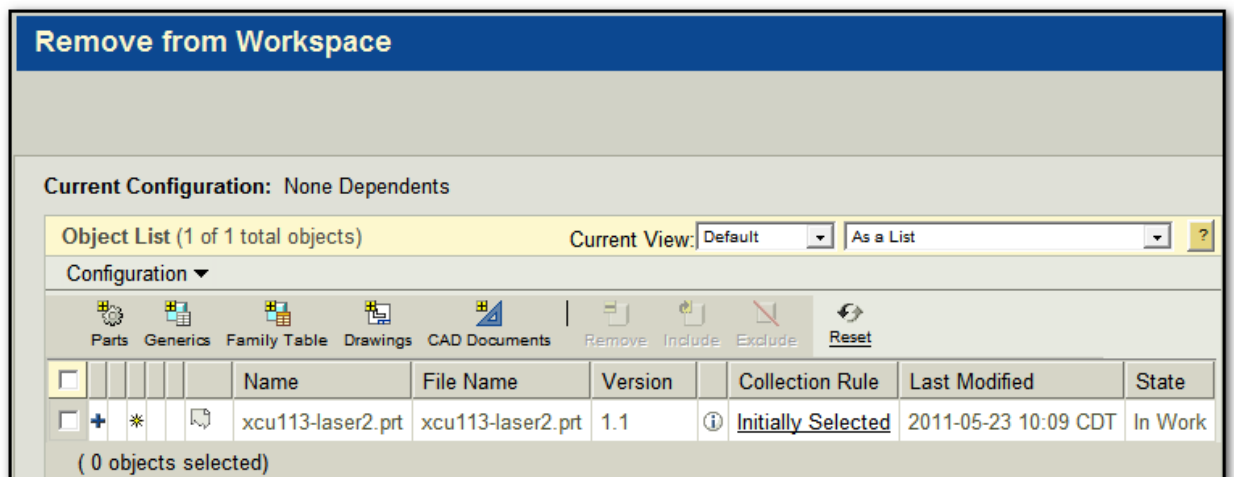 Remove from Workspace
Current Configuration: None Dependents
Object List (1 of 1 total objects) Current View: Default As a List ?
Configuration
Parts Generics Family Table Drawings CAD Documents Remove Include Exclude Reset
Name File Name Version Collection Rule Last Modified State
xcu113-laser2.prt xcu113-laser2.prt 1.1 Initially Selected 2011-05-23 10:09 CDT In Work
( 0 objects selected)